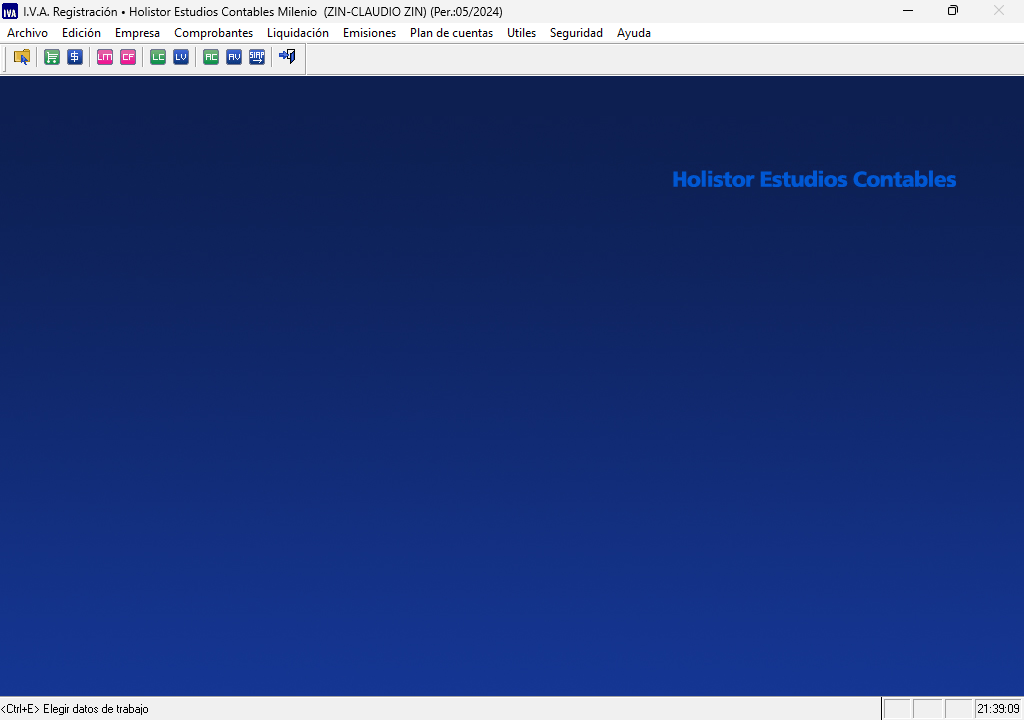 IVA I.V.A. Registración • Holistor Estudios Contables Milenio (ZIN-CLAUDIO ZIN) (Per.:05/2024)
Archivo Edición Empresa Comprobantes Liquidación Emisiones Plan de cuentas Utiles Seguridad Ayuda
$ LM CF LC LV AC AV SIAP
Holistor Estudios Contables
<Ctrl+E> Elegir datos de trabajo 21:39:09